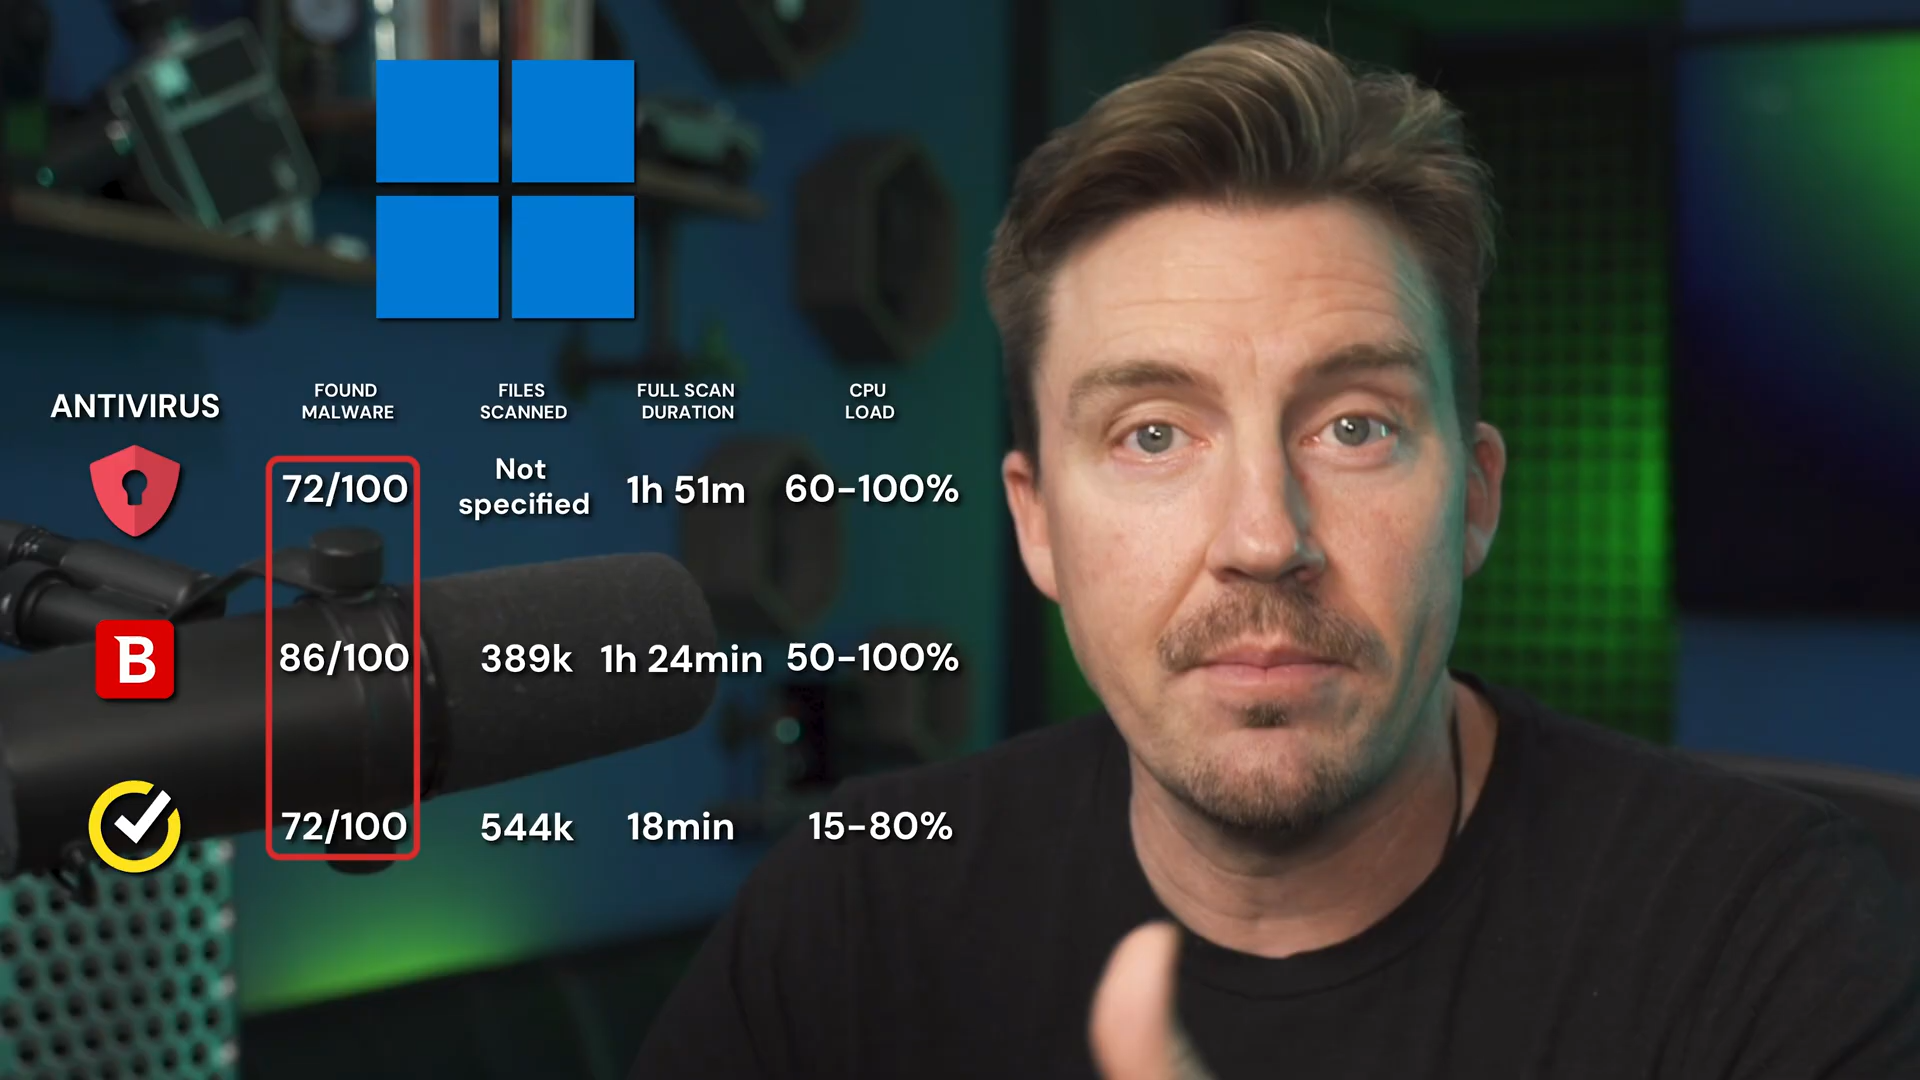 ANTIVIRUS
FOUND
MALWARE
FILES
SCANNED
FULL SCAN
DURATION
CPU
LOAD
72/100
Not
specified
1h 51m
60-100%
B
86/100
389k
1h 24min
50-100%
72/100
544k
18min
15-80%